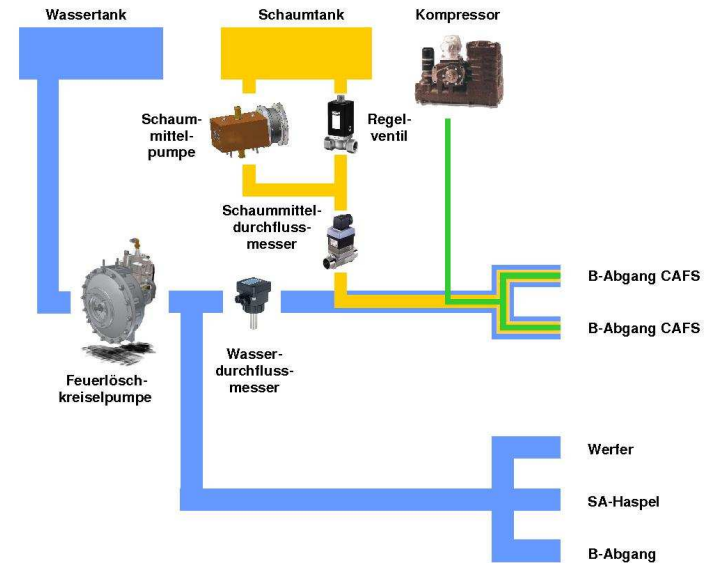 Wassertank
Schaumtank
Kompressor
Schaum-
mittel-
pumpe
Regel-
ventil
Schaummittel-
durchfluss-
messer
B-Abgang CAFS
B-Abgang CAFS
Wasser-
durchfluss-
messer
Feuerlösch-
kreiselpumpe
Werfer
SA-Haspel
B-Abgang